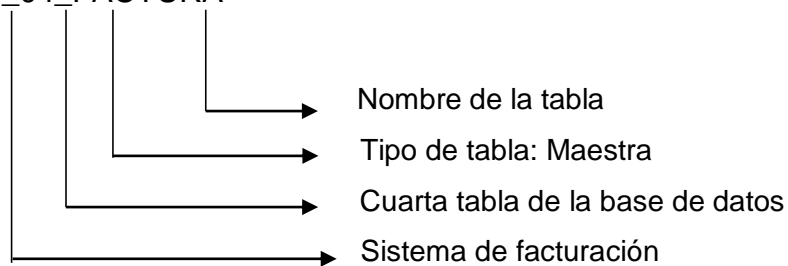 Nombre de la tabla
Tipo de tabla: Maestra
Cuarta tabla de la base de datos
Sistema de facturación